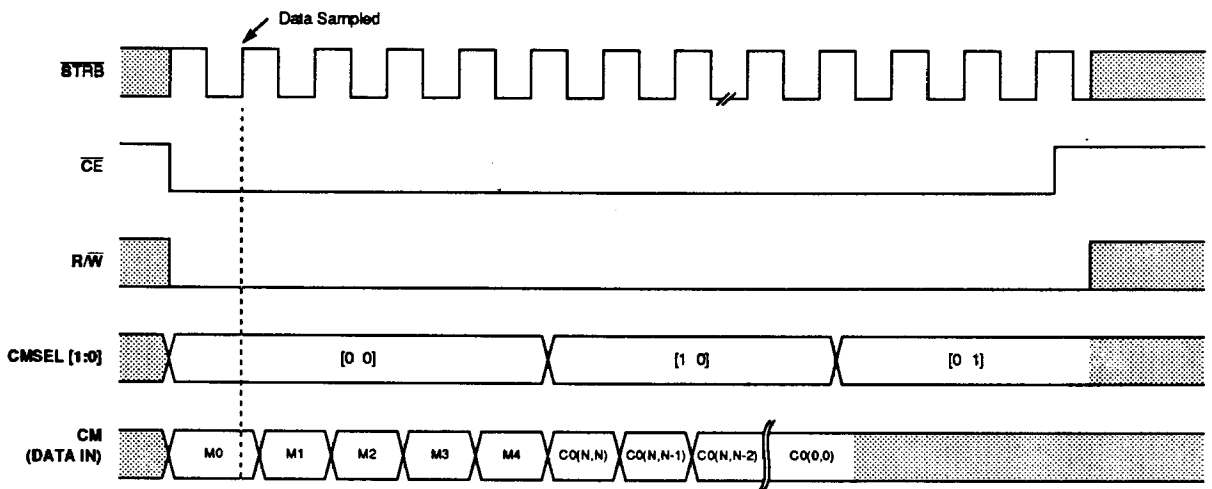 Data Sampled
STRB
CE
R/W
CMSEL [1:0]
[0 0]
[1 0]
[0 1]
CM
(DATA IN)
M0
M1
M2
M3
M4
C0(N,N)
C0(N,N-1)
C0(N,N-2)
C0(0,0)